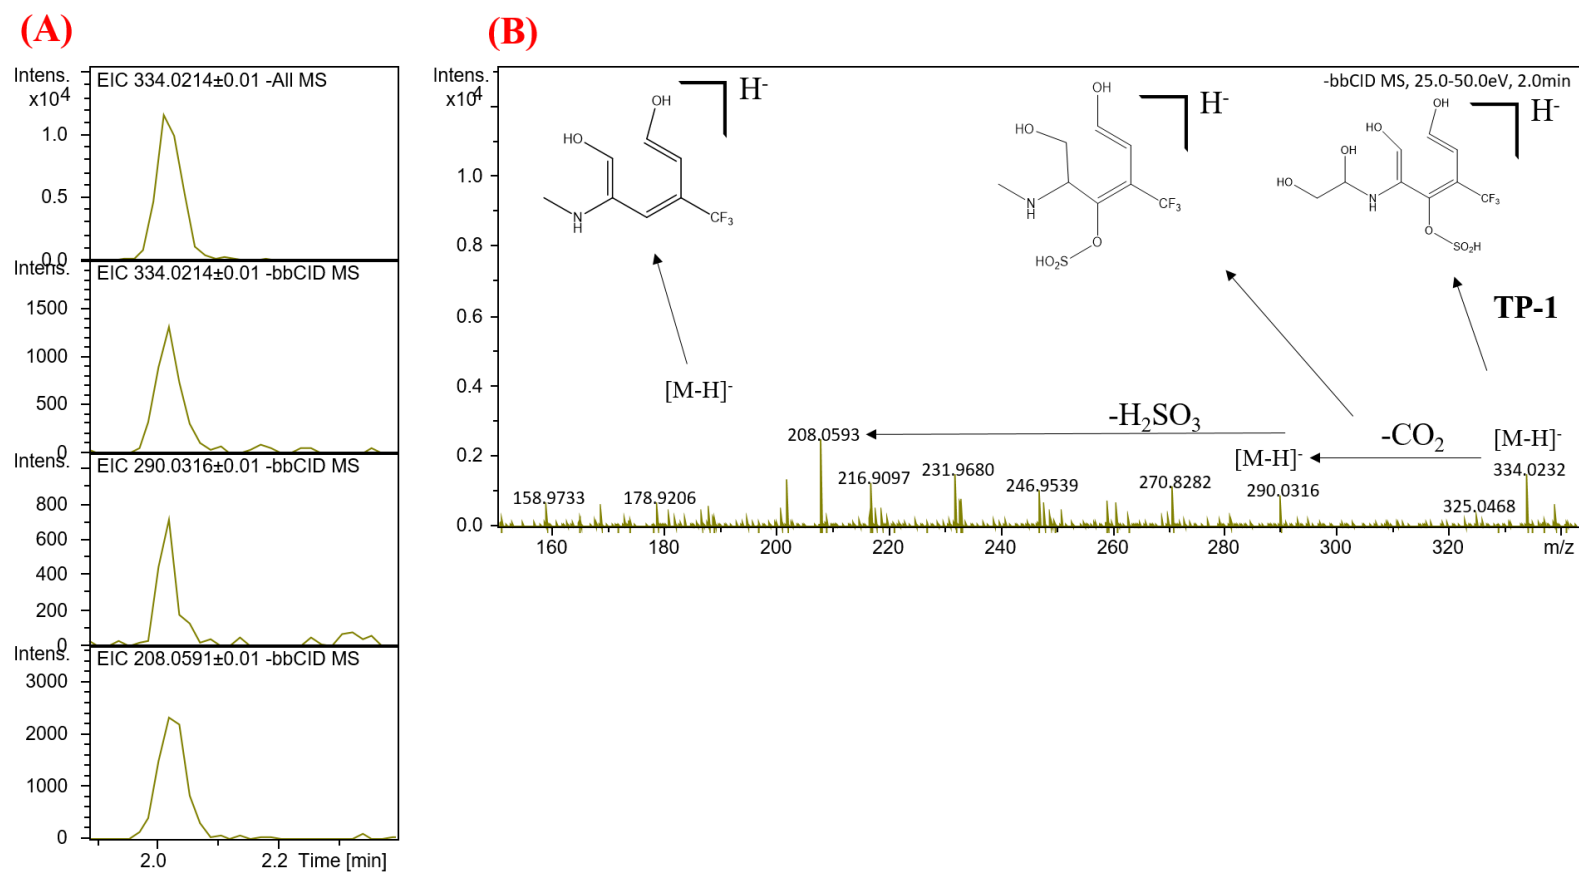 (A)
Intens.
x10⁴
EIC 334.0214±0.01 -All MS
1.0
0.5
0.0
Intens.
EIC 334.0214±0.01 -bbCID MS
1500
1000
500
0
Intens.
EIC 290.0316±0.01 -bbCID MS
800
600
400
200
0
Intens.
EIC 208.0591±0.01 -bbCID MS
3000
2000
1000
0
2.0
2.2
Time [min]
(B)
Intens.
x10⁴
-bbCID MS, 25.0-50.0eV, 2.0min
1.0
0.8
0.6
0.4
0.2
0.0
H⁻
OH
HO
N
H
CF₃
[M-H]⁻
H⁻
OH
HO
N
H
CF₃
O
HO₂S
H⁻
OH
HO
OH
HO
N
H
CF₃
O
SO₂H
TP-1
-H₂SO₃
-CO₂
[M-H]⁻
[M-H]⁻
158.9733
178.9206
208.0593
216.9097
231.9680
246.9539
270.8282
290.0316
325.0468
334.0232
160
180
200
220
240
260
280
300
320
m/z